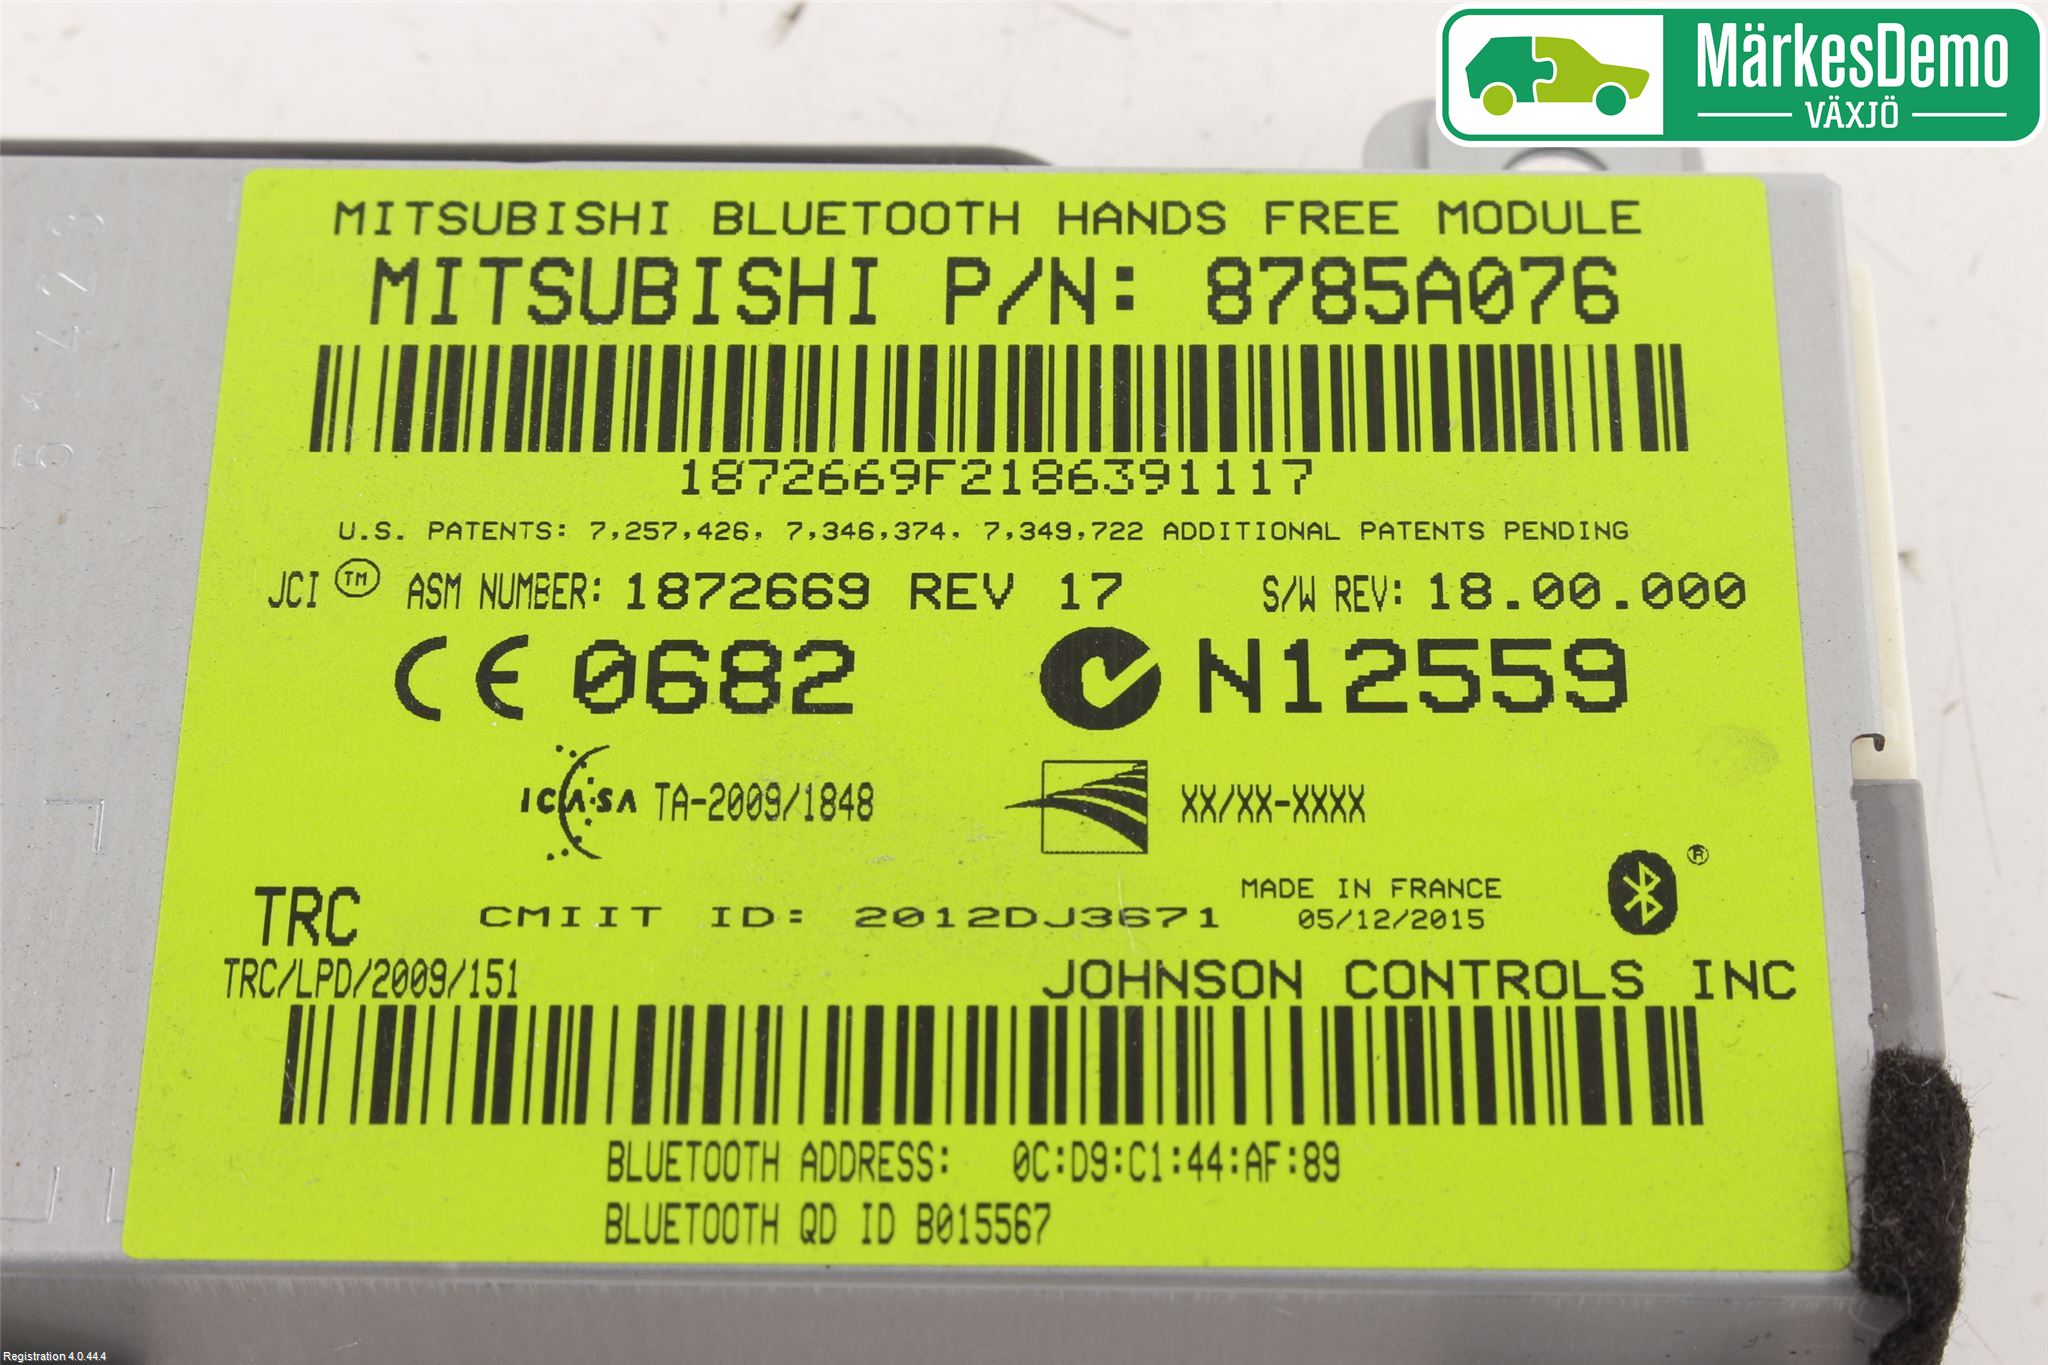 MärkesDemo
VÄXJÖ
51423
MITSUBISHI BLUETOOTH HANDS FREE MODULE
MITSUBISHI P/N: 8785A076
1872669F2186391117
U.S. PATENTS: 7,257,426, 7,346,374, 7,349,722 ADDITIONAL PATENTS PENDING
JCI TM ASM NUMBER: 1872669 REV 17 S/W REV: 18.00.000
CE 0682 N12559
ICASA TA-2009/1848 XX/XX-XXXX
MADE IN FRANCE
TRC CMIIT ID: 2012DJ3671 05/12/2015
®
TRC/LPD/2009/151 JOHNSON CONTROLS INC
BLUETOOTH ADDRESS: 0C:D9:C1:44:AF:89
BLUETOOTH QD ID B015567
Registration 4.0.44.4